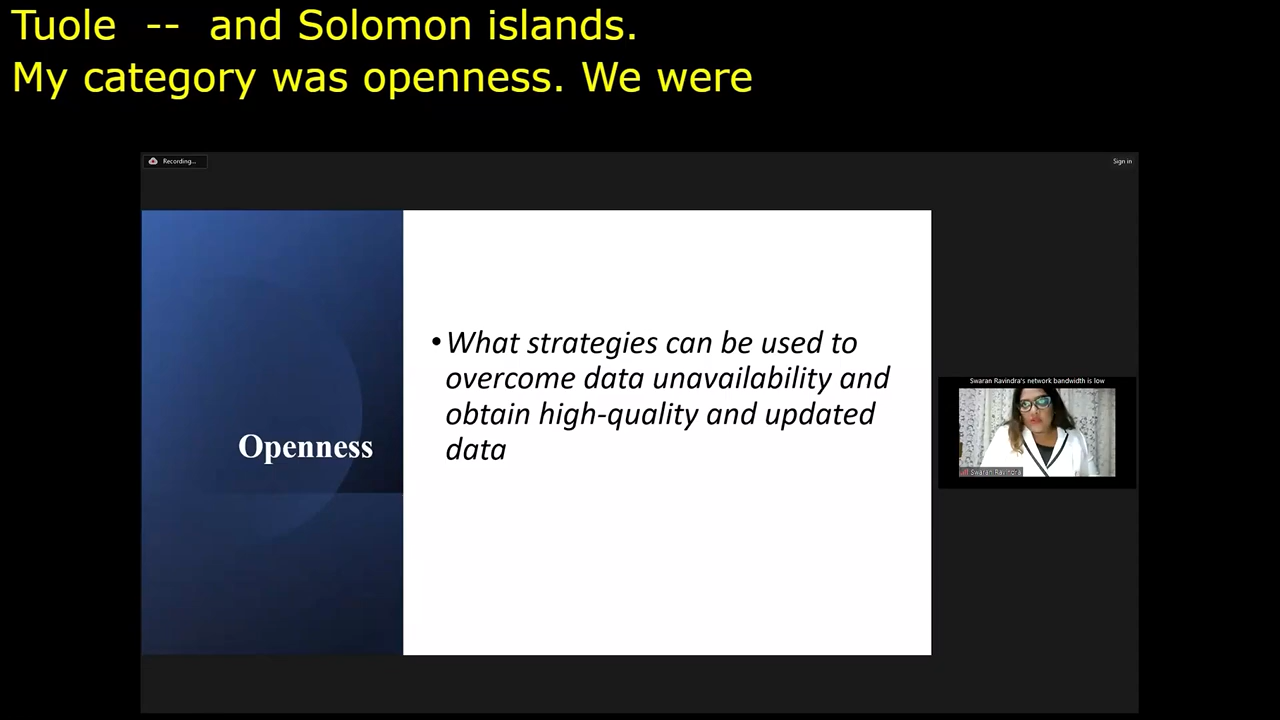 Tuole -- and Solomon islands.
My category was openness. We were
Recording...
Sign in
Openness
•What strategies can be used to
overcome data unavailability and
obtain high-quality and updated
data
Swaran Ravindra's network bandwidth is low
Swaran Ravindra